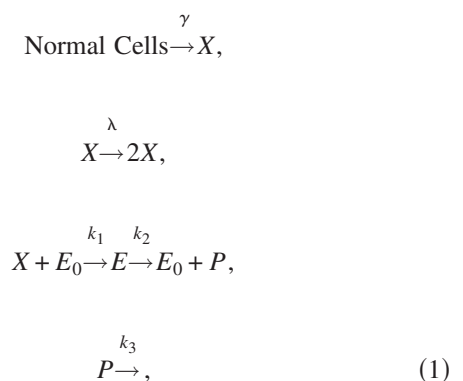 γ
Normal Cells→X,
λ
X→2X,
k₁ k₂
X + E₀→E→E₀ + P,
k₃
P→, (1)